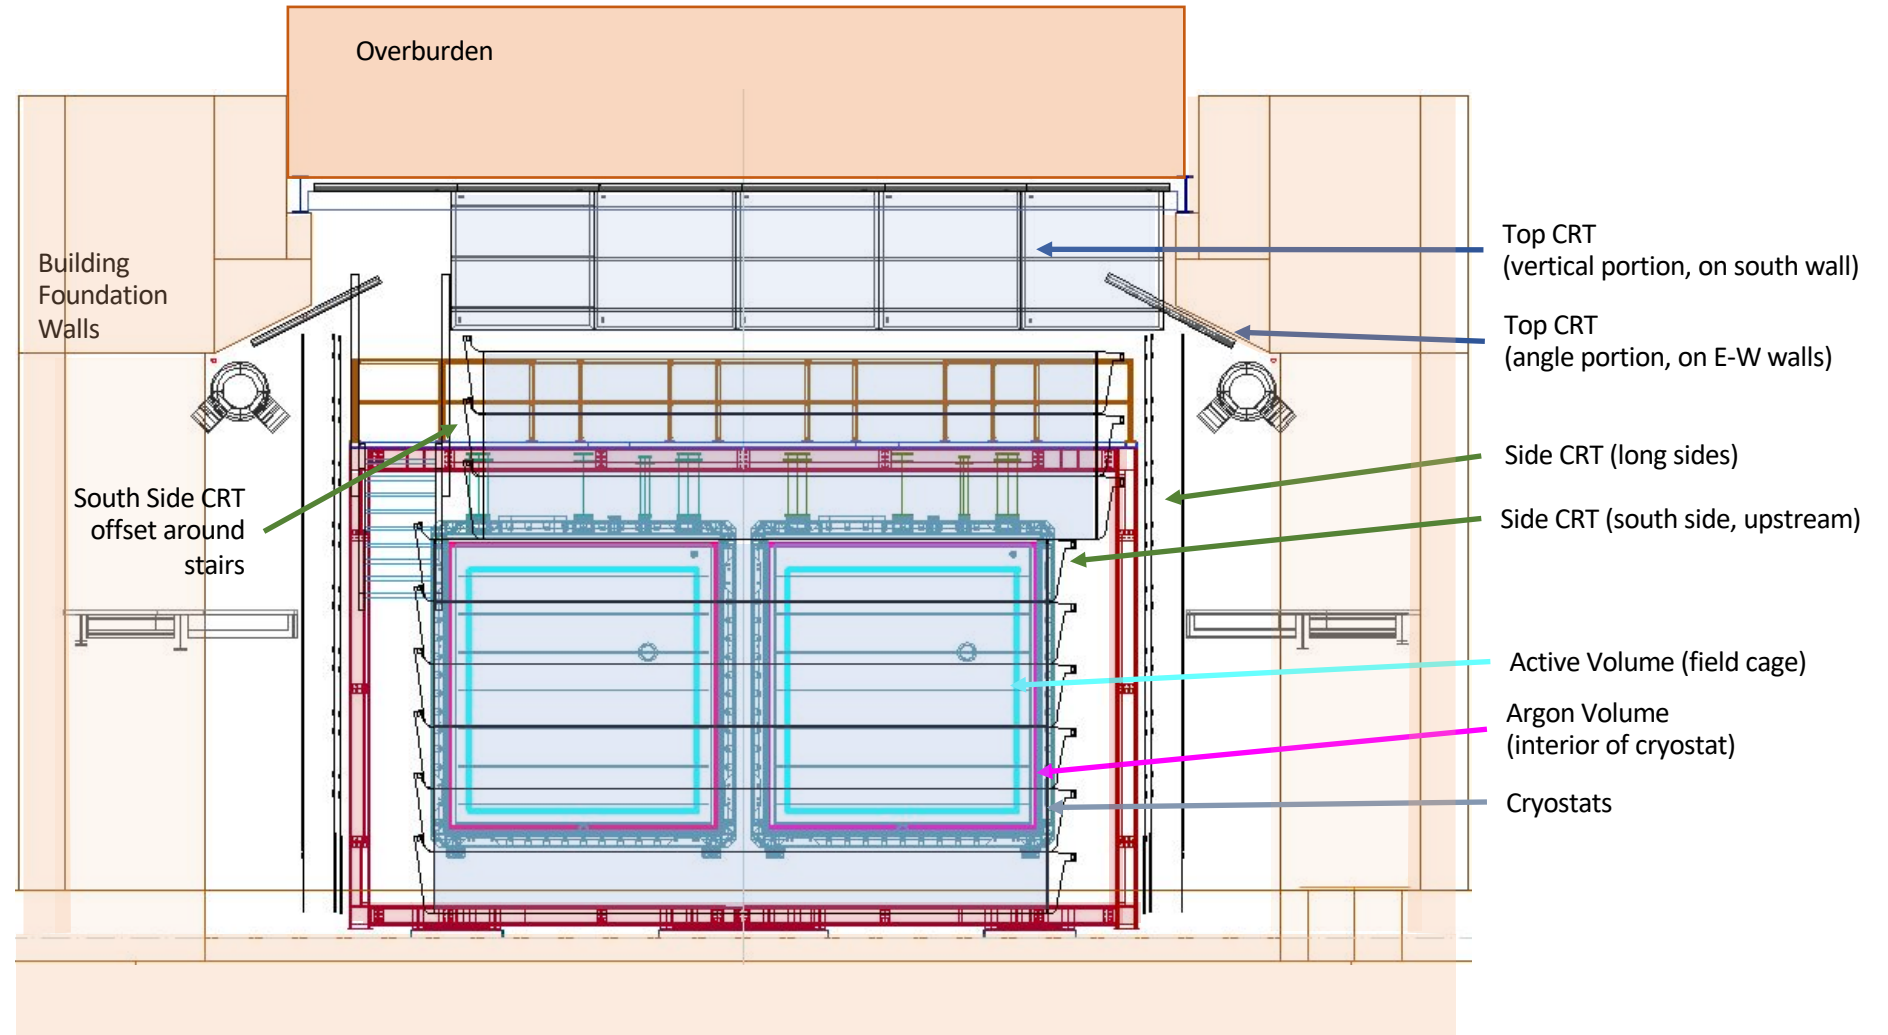 Overburden
Building
Foundation
Walls
Top CRT
(vertical portion, on south wall)
Top CRT
(angle portion, on E-W walls)
Side CRT (long sides)
South Side CRT
offset around
stairs
Side CRT (south side, upstream)
Active Volume (field cage)
Argon Volume
(interior of cryostat)
Cryostats